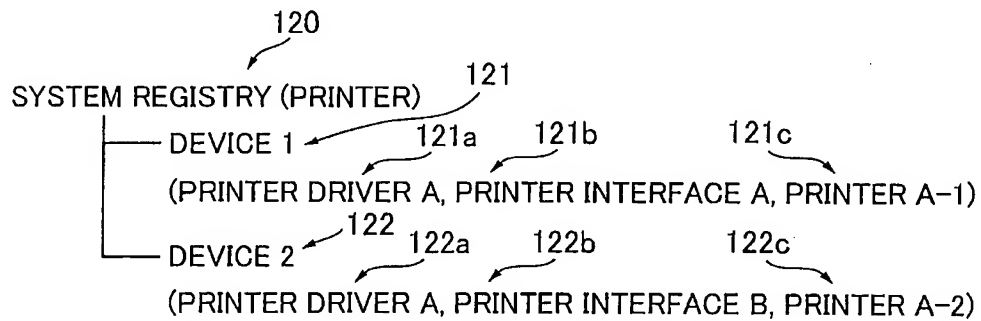 120
SYSTEM REGISTRY (PRINTER)
121
DEVICE 1
121a 121b 121c
(PRINTER DRIVER A, PRINTER INTERFACE A, PRINTER A-1)
122
DEVICE 2
122a 122b 122c
(PRINTER DRIVER A, PRINTER INTERFACE B, PRINTER A-2)